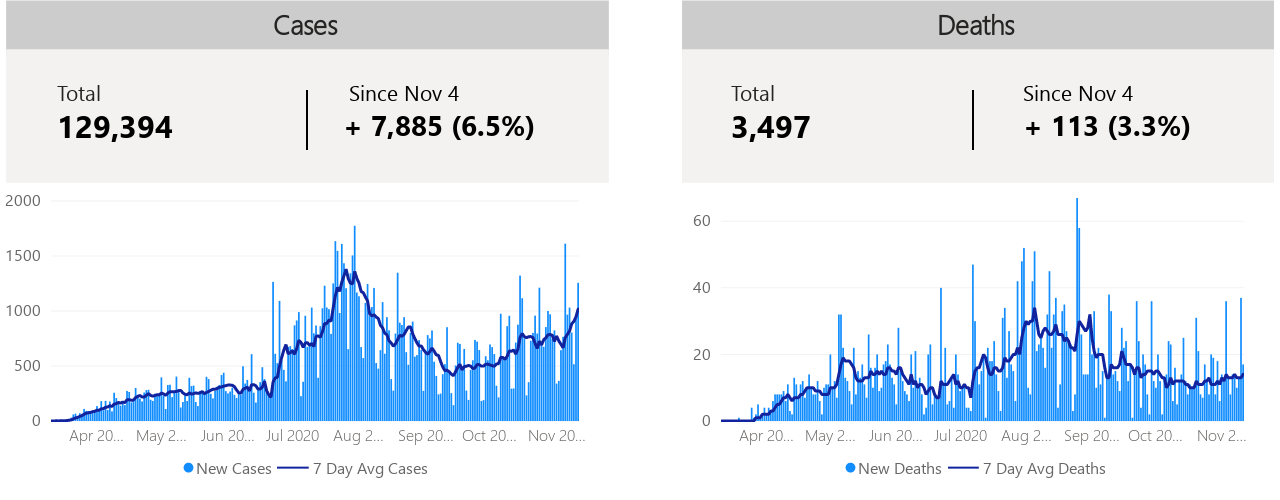 Cases
Total
129,394
Since Nov 4
+ 7,885 (6.5%)
2000
1500
1000
500
0
Apr 20... May 2... Jun 20... Jul 2020 Aug 2... Sep 20... Oct 20... Nov 20...
New Cases 7 Day Avg Cases
Deaths
Total
3,497
Since Nov 4
+ 113 (3.3%)
60
40
20
0
Apr 20... May 2... Jun 20... Jul 2020 Aug 2... Sep 20... Oct 20... Nov 2...
New Deaths 7 Day Avg Deaths